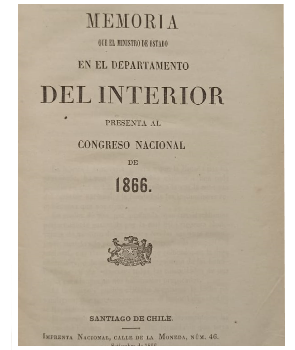 MEMORIA
QUE EL MINISTRO DE ESTADO
EN EL DEPARTAMENTO
DEL INTERIOR
PRESENTA AL
CONGRESO NACIONAL
DE
1866.
SANTIAGO DE CHILE.
IMPRENTA NACIONAL, CALLE DE LA MONEDA, NÚM. 46.